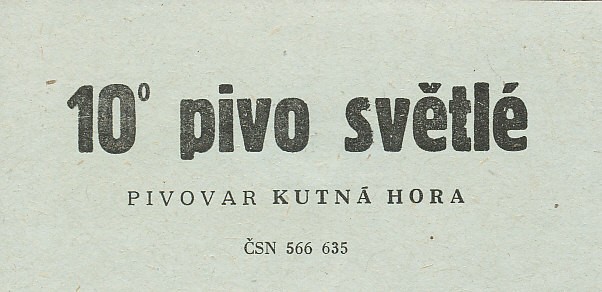 10° pivo světlé
PIVOVAR KUTNÁ HORA
ČSN 566 635